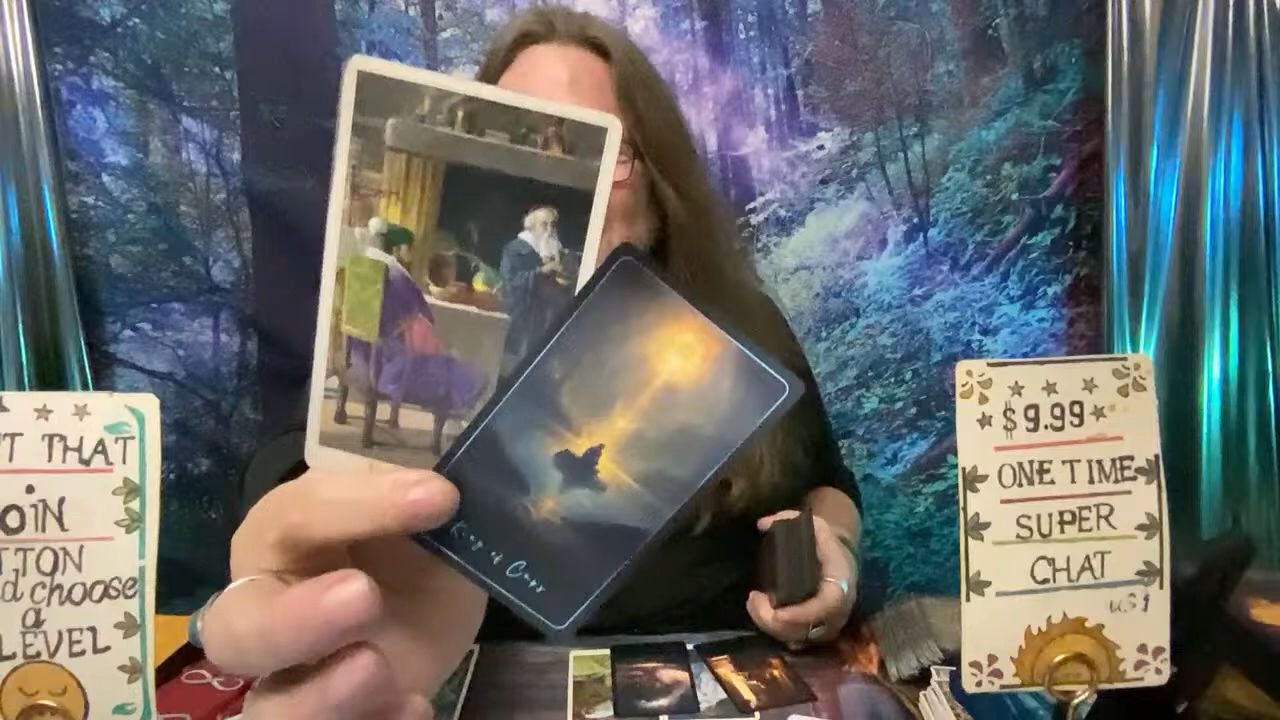 T THAT
OIN
TTON
d choose
a
LEVEL
King of Cups
$9.99
ONE TIME
SUPER
CHAT